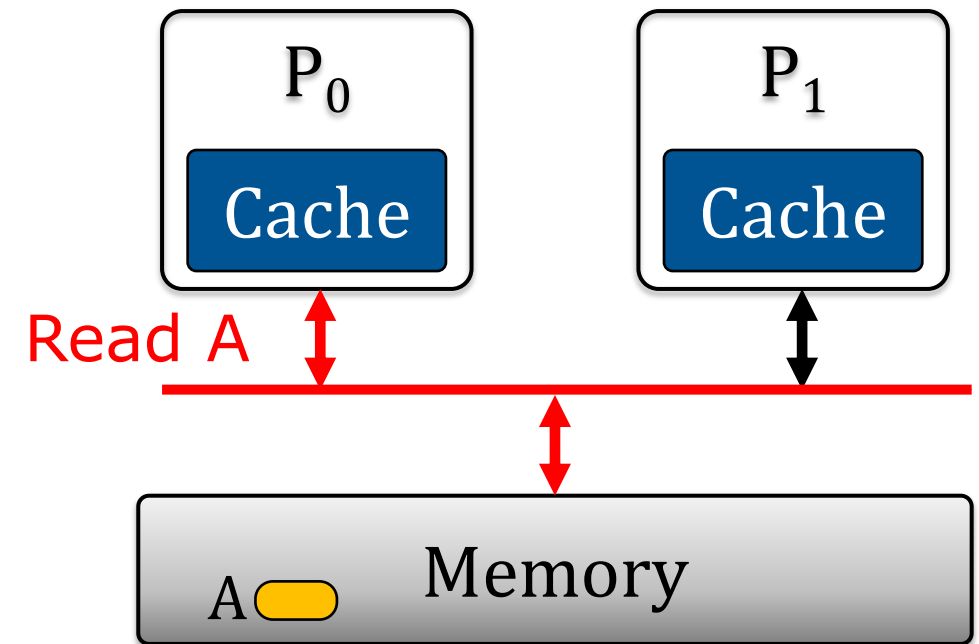 P₀
P₁
Cache
Cache
Read A
Memory
A